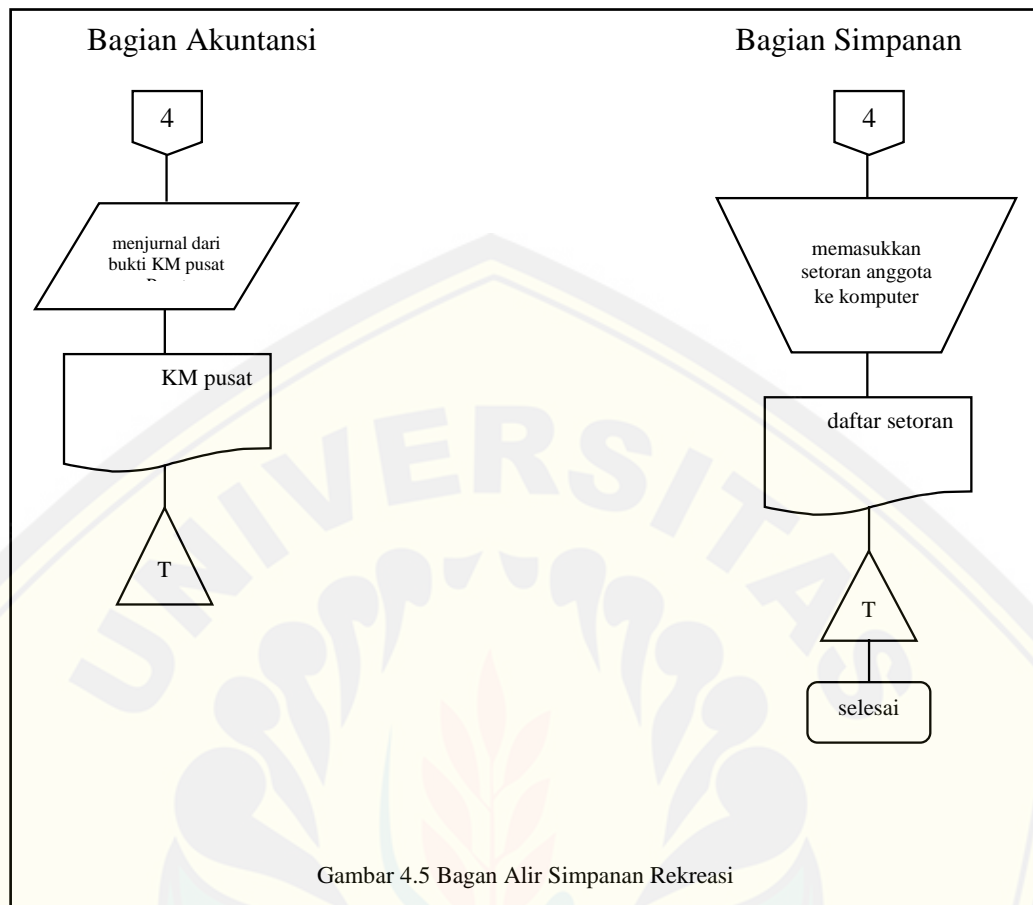 Bagian Akuntansi
4
menjurnal dari
bukti KM pusat
KM pusat
T
Bagian Simpanan
4
memasukkan
setoran anggota
ke komputer
daftar setoran
T
selesai
UNIVERSITAS
Gambar 4.5 Bagan Alir Simpanan Rekreasi